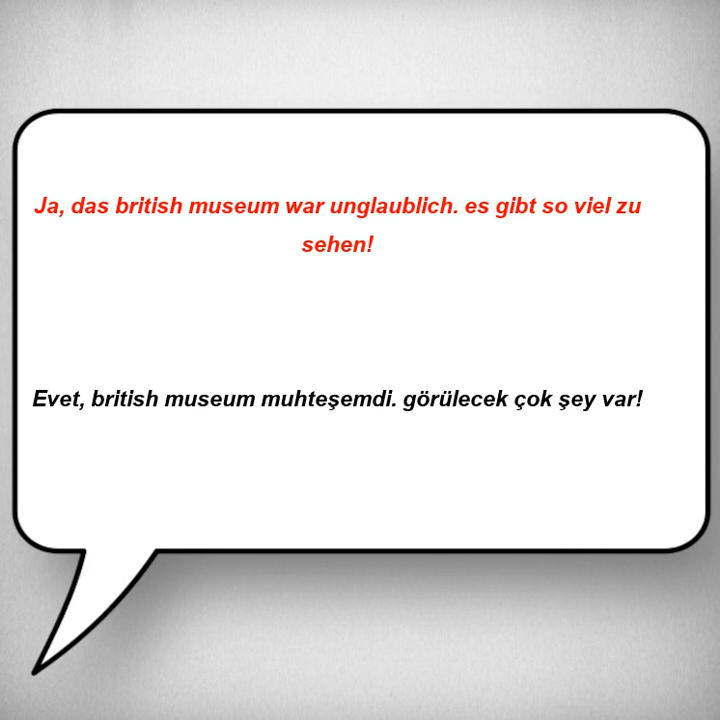 Ja, das british museum war unglaublich. es gibt so viel zu
sehen!
Evet, british museum muhteşemdi. görülecek çok şey var!